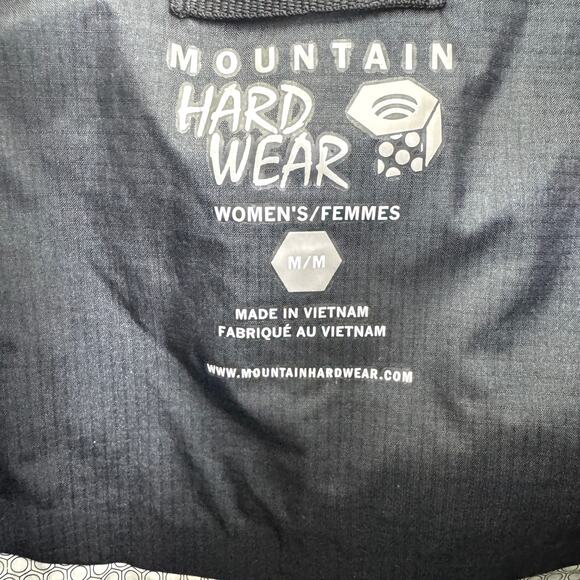 MOUNTAIN
HARD
WEAR
WOMEN'S/FEMMES
M/M
MADE IN VIETNAM
FABRIQUÉ AU VIETNAM
WWW.MOUNTAINHARDWEAR.COM